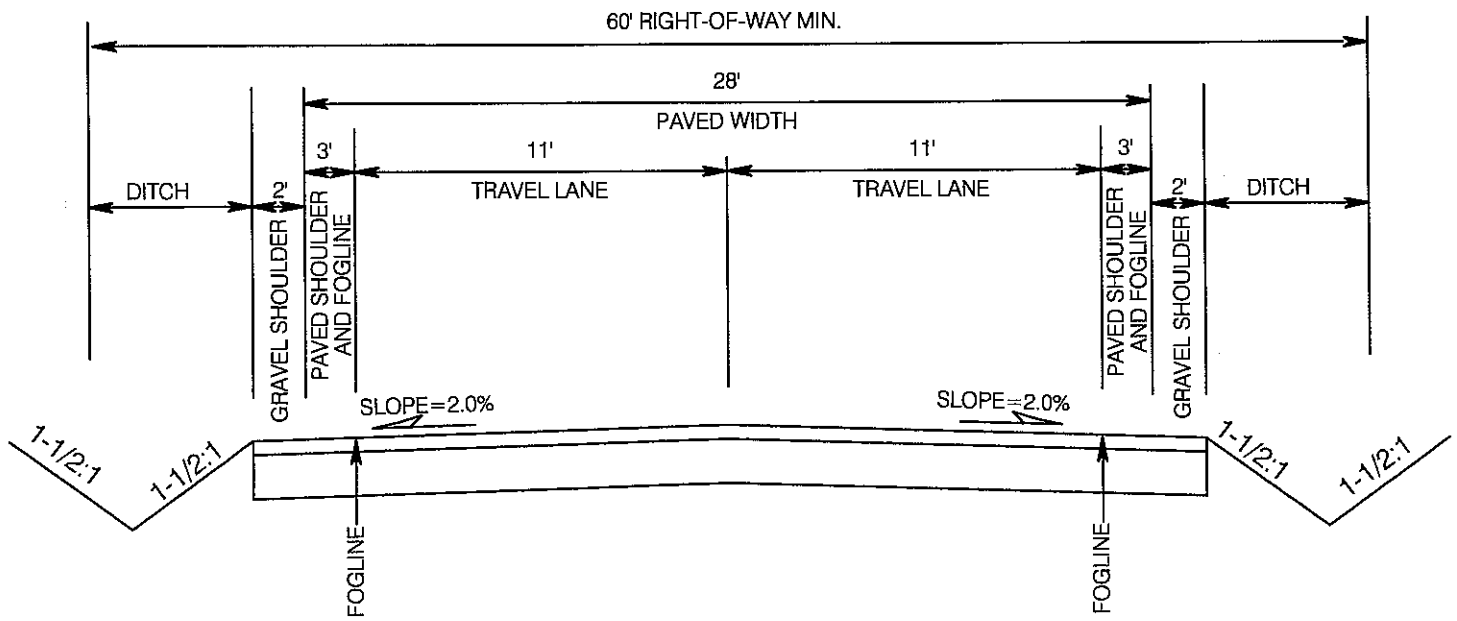 60' RIGHT-OF-WAY MIN.
28'
PAVED WIDTH
3'
11'
11'
3'
TRAVEL LANE
TRAVEL LANE
DITCH
2'
2'
DITCH
GRAVEL SHOULDER
PAVED SHOULDER
AND FOGLINE
PAVED SHOULDER
AND FOGLINE
GRAVEL SHOULDER
SLOPE=2.0%
SLOPE=2.0%
1-1/2:1
1-1/2:1
1-1/2:1
1-1/2:1
FOGLINE
FOGLINE